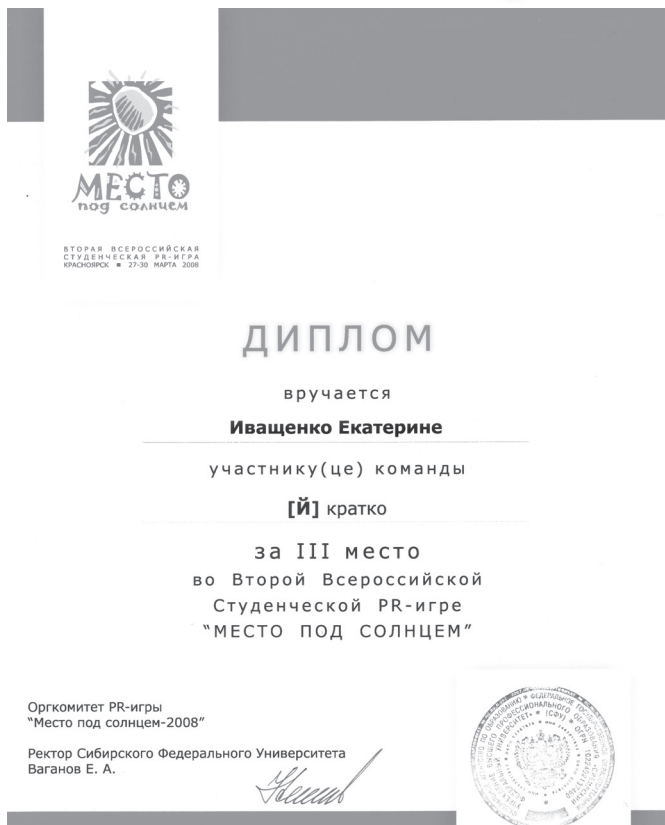 МЕСТО
под солнцем
ВТОРАЯ ВСЕРОССИЙСКАЯ
СТУДЕНЧЕСКАЯ PR-ИГРА
КРАСНОЯРСК ■ 27-30 МАРТА 2008
ДИПЛОМ
вручается
Иващенко Екатерине
участнику(це) команды
[Й] кратко
за III место
во Второй Всероссийской
Студенческой PR-игре
“МЕСТО ПОД СОЛНЦЕМ”
Оргкомитет PR-игры
“Место под солнцем-2008”
Ректор Сибирского Федерального Университета
Ваганов Е. А.